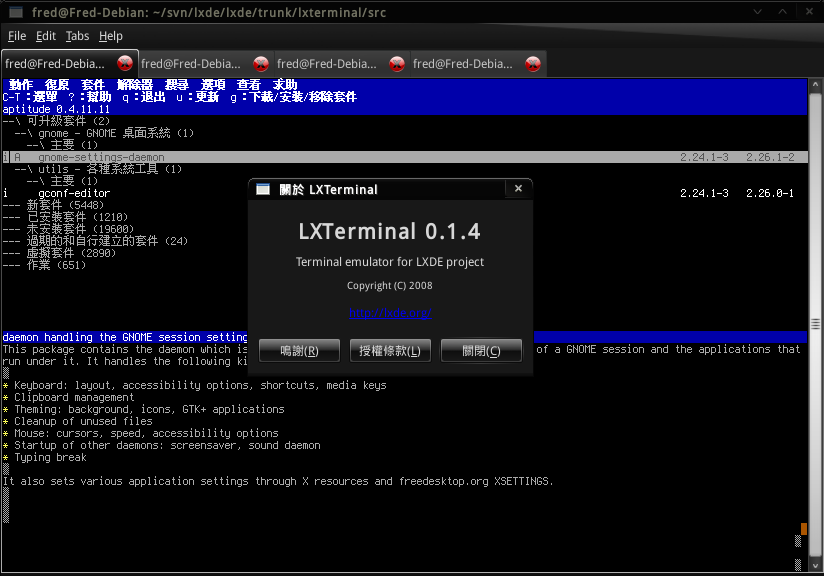 fred@Fred-Debian: ~/svn/lxde/lxde/trunk/lxterminal/src
File Edit Tabs Help
fred@Fred-Debia... fred@Fred-Debia... fred@Fred-Debia... fred@Fred-Debia...
動作 復原 套件 解除器 搜尋 選項 查看 求助
C-T：選單 ?：幫助 q：退出 u：更新 g：下載/安裝/移除套件
aptitude 0.4.11.11
--\ 可升級套件 (2)
--\ gnome - GNOME 桌面系統 (1)
--\ 主要 (1)
i A gnome-settings-daemon 2.24.1-3 2.26.1-2
--\ utils - 各種系統工具 (1)
--\ 主要 (1)
i gconf-editor 2.24.1-3 2.26.0-1
--- 新套件 (5448)
--- 已安裝套件 (1210)
--- 未安裝套件 (19600)
--- 過期的和自行建立的套件 (24)
--- 虛擬套件 (2890)
--- 作業 (651)
關於 LXTerminal
LXTerminal 0.1.4
Terminal emulator for LXDE project
Copyright (C) 2008
http://lxde.org/
鳴謝(R) 授權條款(L) 關閉(C)
daemon handling the GNOME session setting
This package contains the daemon which is of a GNOME session and the applications that
run under it. It handles the following ki
* Keyboard: layout, accessibility options, shortcuts, media keys
* Clipboard management
* Theming: background, icons, GTK+ applications
* Cleanup of unused files
* Mouse: cursors, speed, accessibility options
* Startup of other daemons: screensaver, sound daemon
* Typing break
It also sets various application settings through X resources and freedesktop.org XSETTINGS.